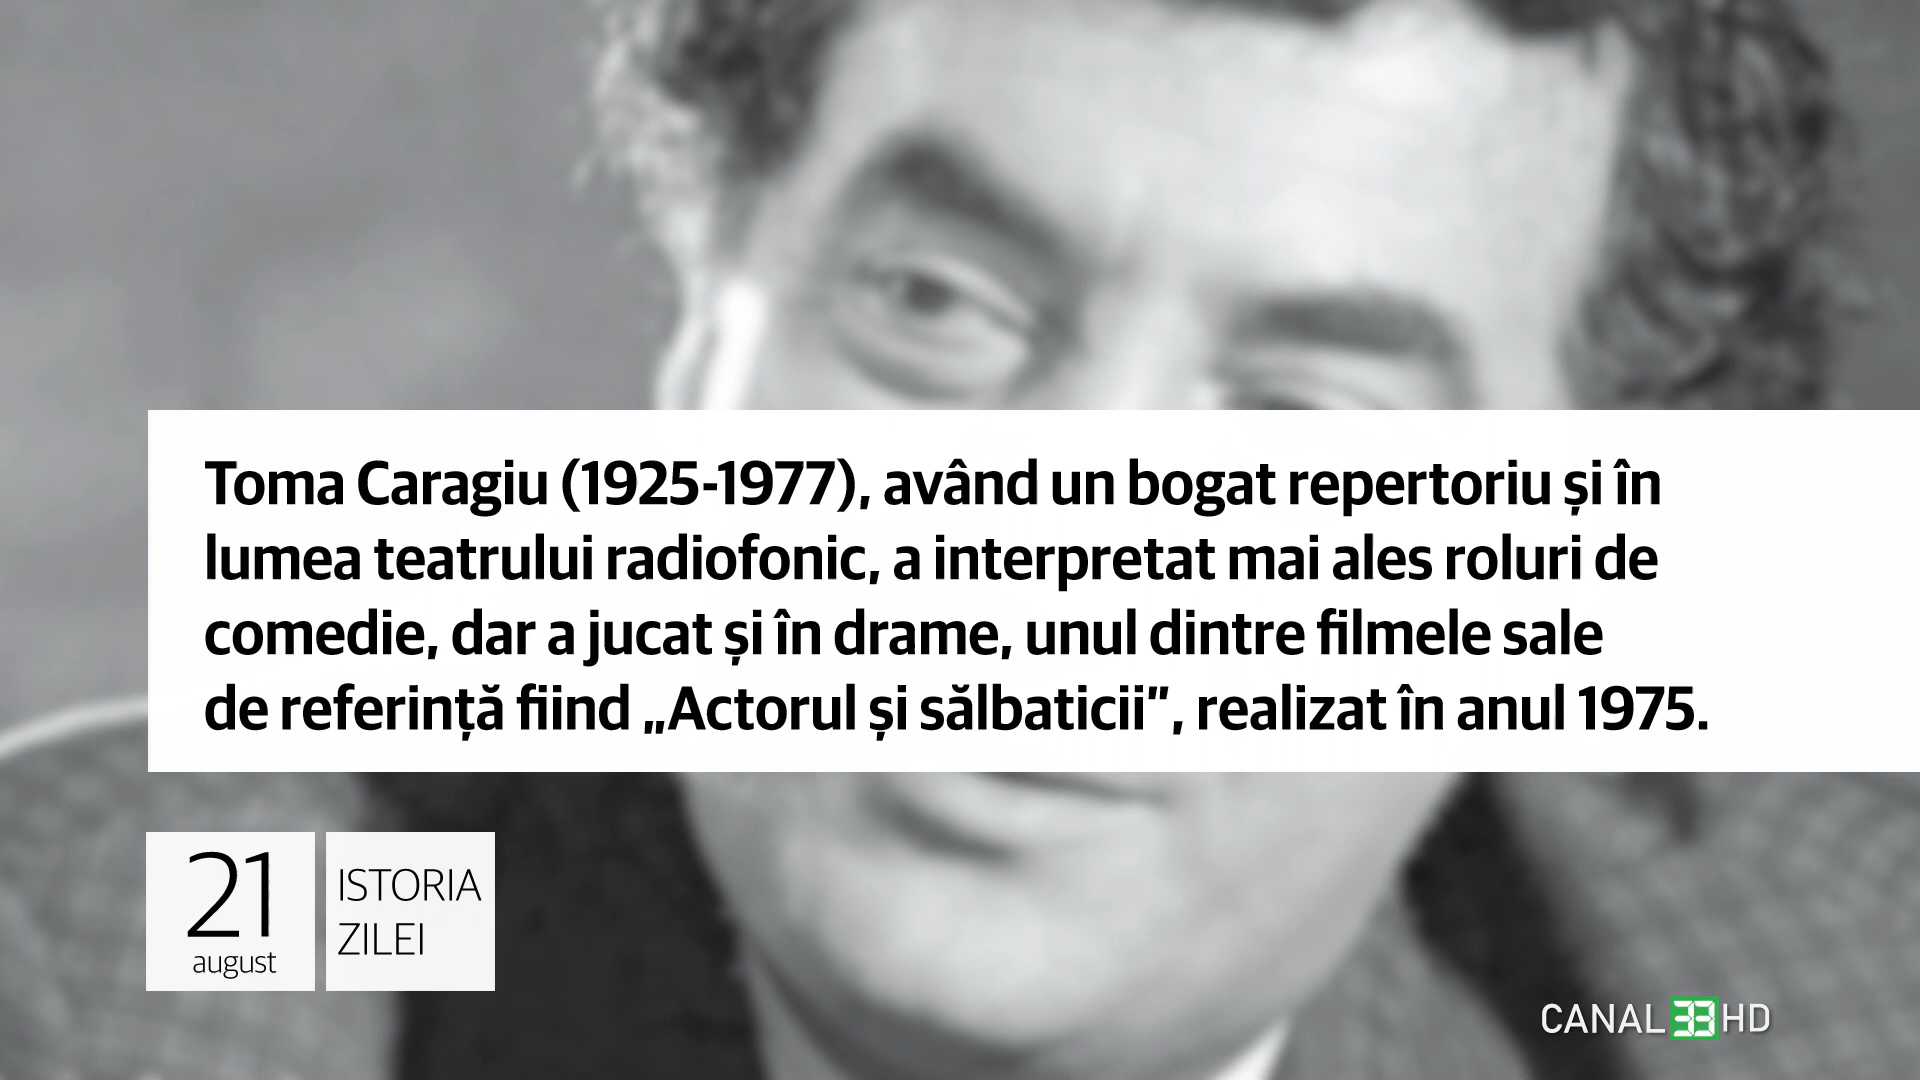 Toma Caragiu (1925-1977), având un bogat repertoriu și în
lumea teatrului radiofonic, a interpretat mai ales roluri de
comedie, dar a jucat și în drame, unul dintre filmele sale
de referință fiind „Actorul și sălbaticii”, realizat în anul 1975.
21
august
ISTORIA
ZILEI
CANAL 33 HD